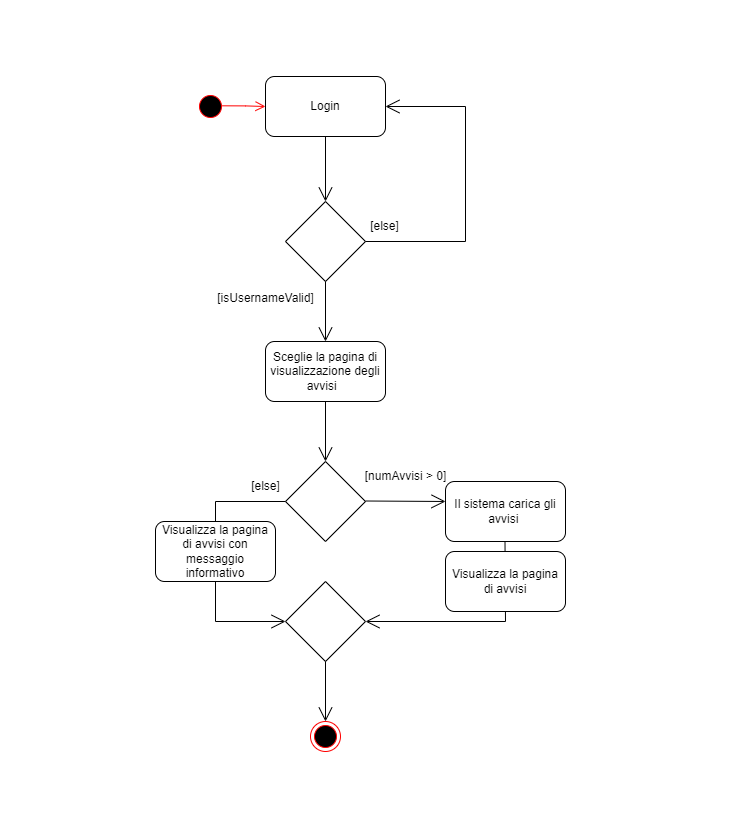 Login
[else]
[isUsernameValid]
Sceglie la pagina di
visualizzazione degli
avvisi
[numAvvisi > 0]
[else]
Il sistema carica gli
avvisi
Visualizza la pagina
di avvisi con
messaggio
informativo
Visualizza la pagina
di avvisi